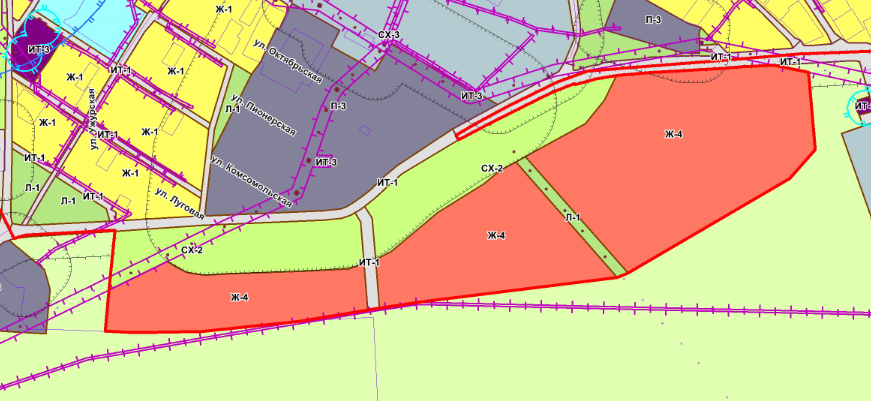 Ж-1
П-3
СХ-3
ул. Октябрьская
ИТ-3
Ж-1
ИТ-1
Ж-1
ИТ-1
ИТ-1
Ж-1
ИТ-3
Л-1
ул. Пионерская
П-3
ул. Ужурская
Ж-1
ИТ-1
Ж-1
Ж-4
ИТ-1
ИТ-3
ул. Комсомольская
СХ-2
Ж-1
ИТ-1
Л-1
ИТ-1
Л-1
ул. Луговая
Л-1
СХ-2
Ж-4
ИТ-1
Ж-4